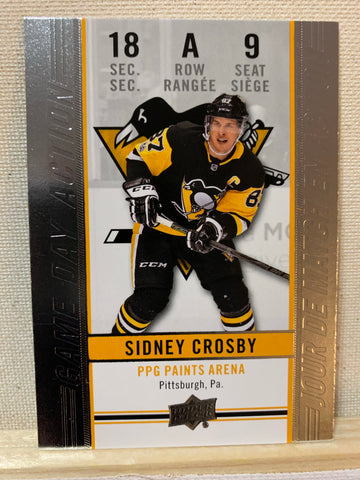 18 A 9
SEC. ROW SEAT
SEC. RANGÉE SIÈGE
GAME DAY ACTION
JOUR DE MATCH
87
C
87
CCM
CCM
SIDNEY CROSBY
PPG PAINTS ARENA
Pittsburgh, Pa.
UPPER DECK